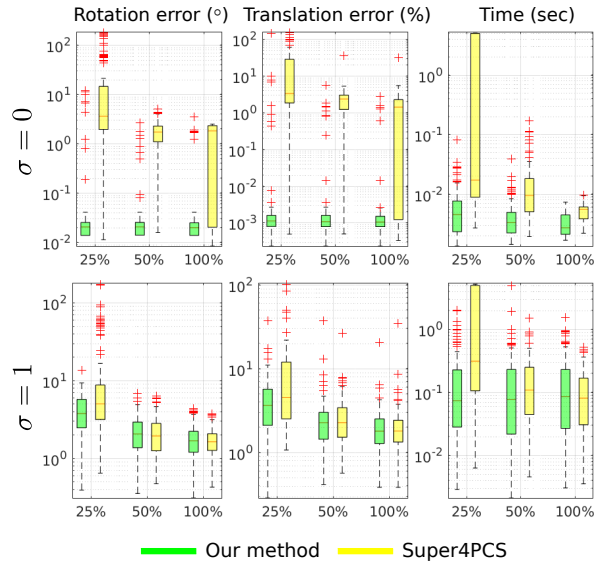 Rotation error (°) Translation error (%) Time (sec)
σ = 0
10² 10¹ 10⁰ 10⁻¹ 10⁻²
10² 10¹ 10⁰ 10⁻¹ 10⁻² 10⁻³
10⁰ 10⁻¹ 10⁻²
25% 50% 100% 25% 50% 100% 25% 50% 100%
σ = 1
10² 10¹ 10⁰
10² 10¹ 10⁰
10⁰ 10⁻¹ 10⁻²
25% 50% 100% 25% 50% 100% 25% 50% 100%
Our method Super4PCS